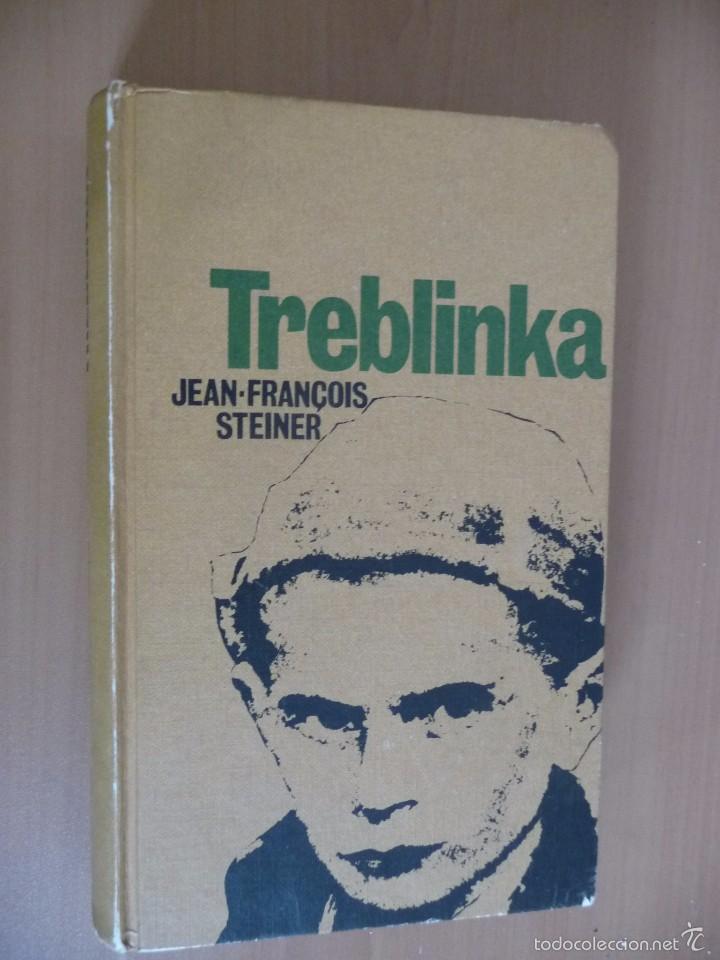 Treblinka
JEAN·FRANÇOIS
STEINER
todocoleccion.net